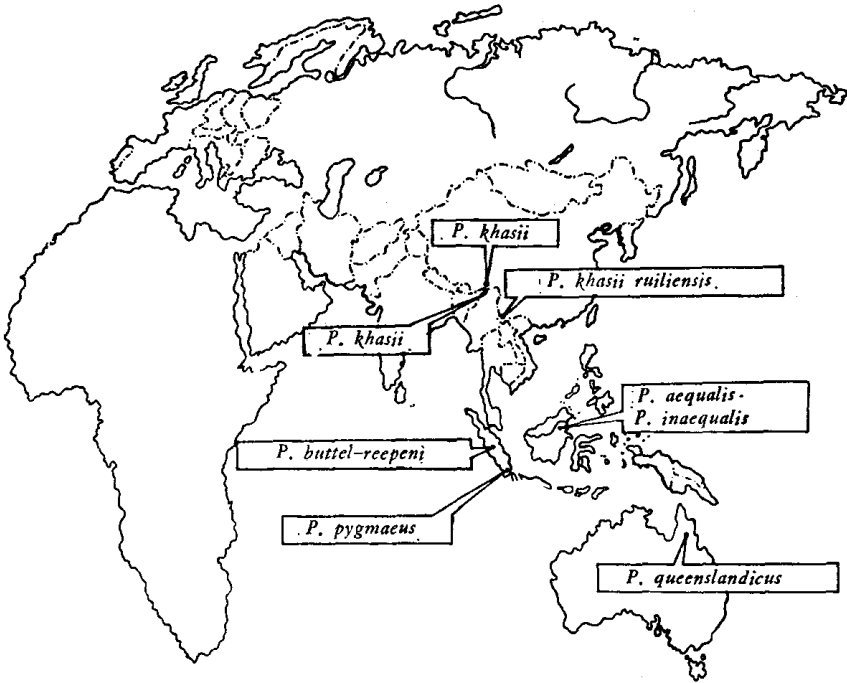 P. khasii
P. khasii ruiliensis.
P. khasii
P. aequalis.
P. inaequalis
P. buttel-reepeni
P. pygmaeus
P. queenslandicus